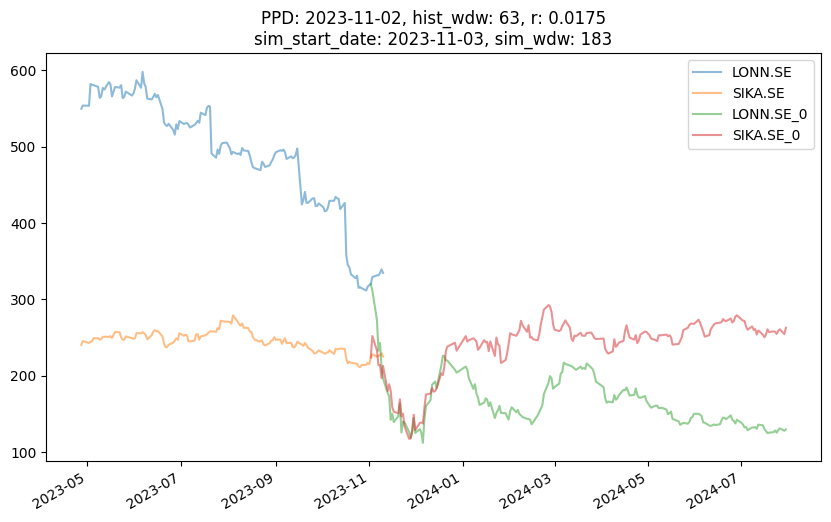 PPD: 2023-11-02, hist_wdw: 63, r: 0.0175
sim_start_date: 2023-11-03, sim_wdw: 183
LONN.SE
SIKA.SE
LONN.SE_0
SIKA.SE_0
600
500
400
300
200
100
2023-05
2023-07
2023-09
2023-11
2024-01
2024-03
2024-05
2024-07